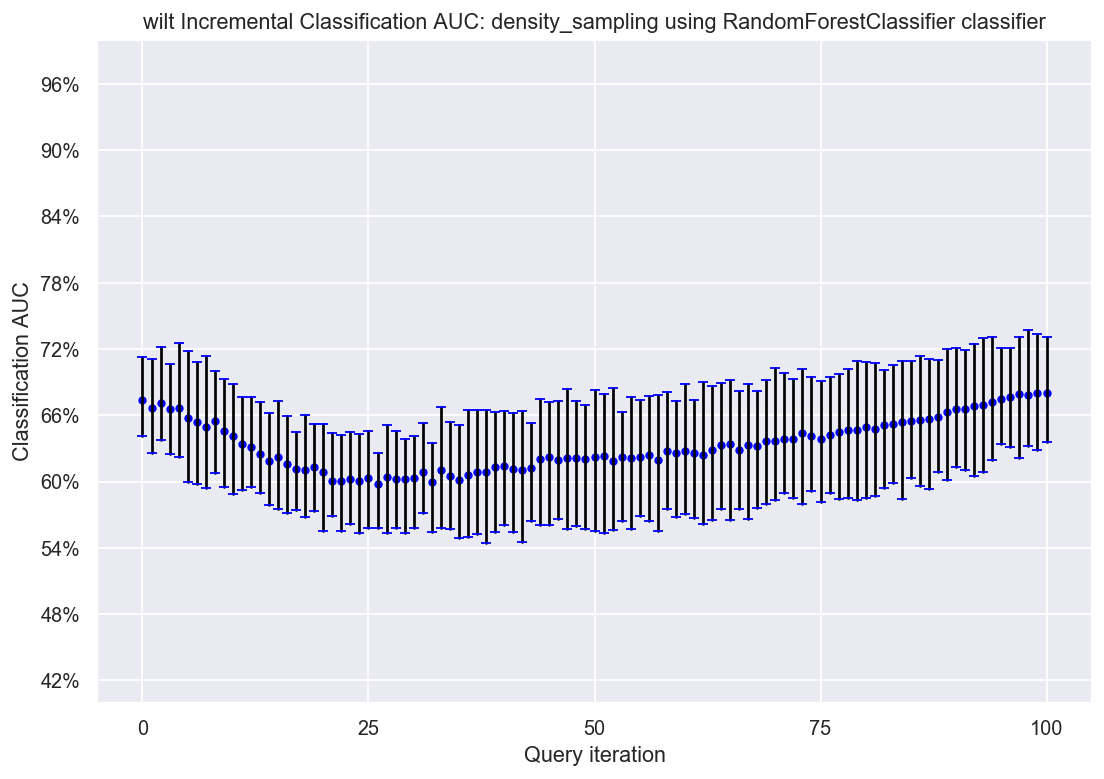 wilt Incremental Classification AUC: density_sampling using RandomForestClassifier classifier
Classification AUC
96%
90%
84%
78%
72%
66%
60%
54%
48%
42%
0 25 50 75 100
Query iteration